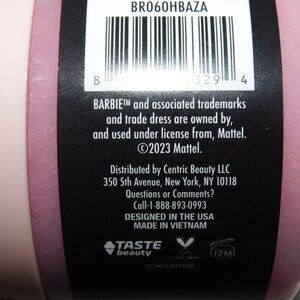 BR060HBAZA
BARBIE™ and associated trademarks
and trade dress are owned by,
and used under license from, Mattel.
©2023 Mattel.
Distributed by Centric Beauty LLC
350 5th Avenue, New York, NY 10118
Questions or Comments?
Call 1-888-893-0993
DESIGNED IN THE USA
MADE IN VIETNAM
TASTE
beauty
12M